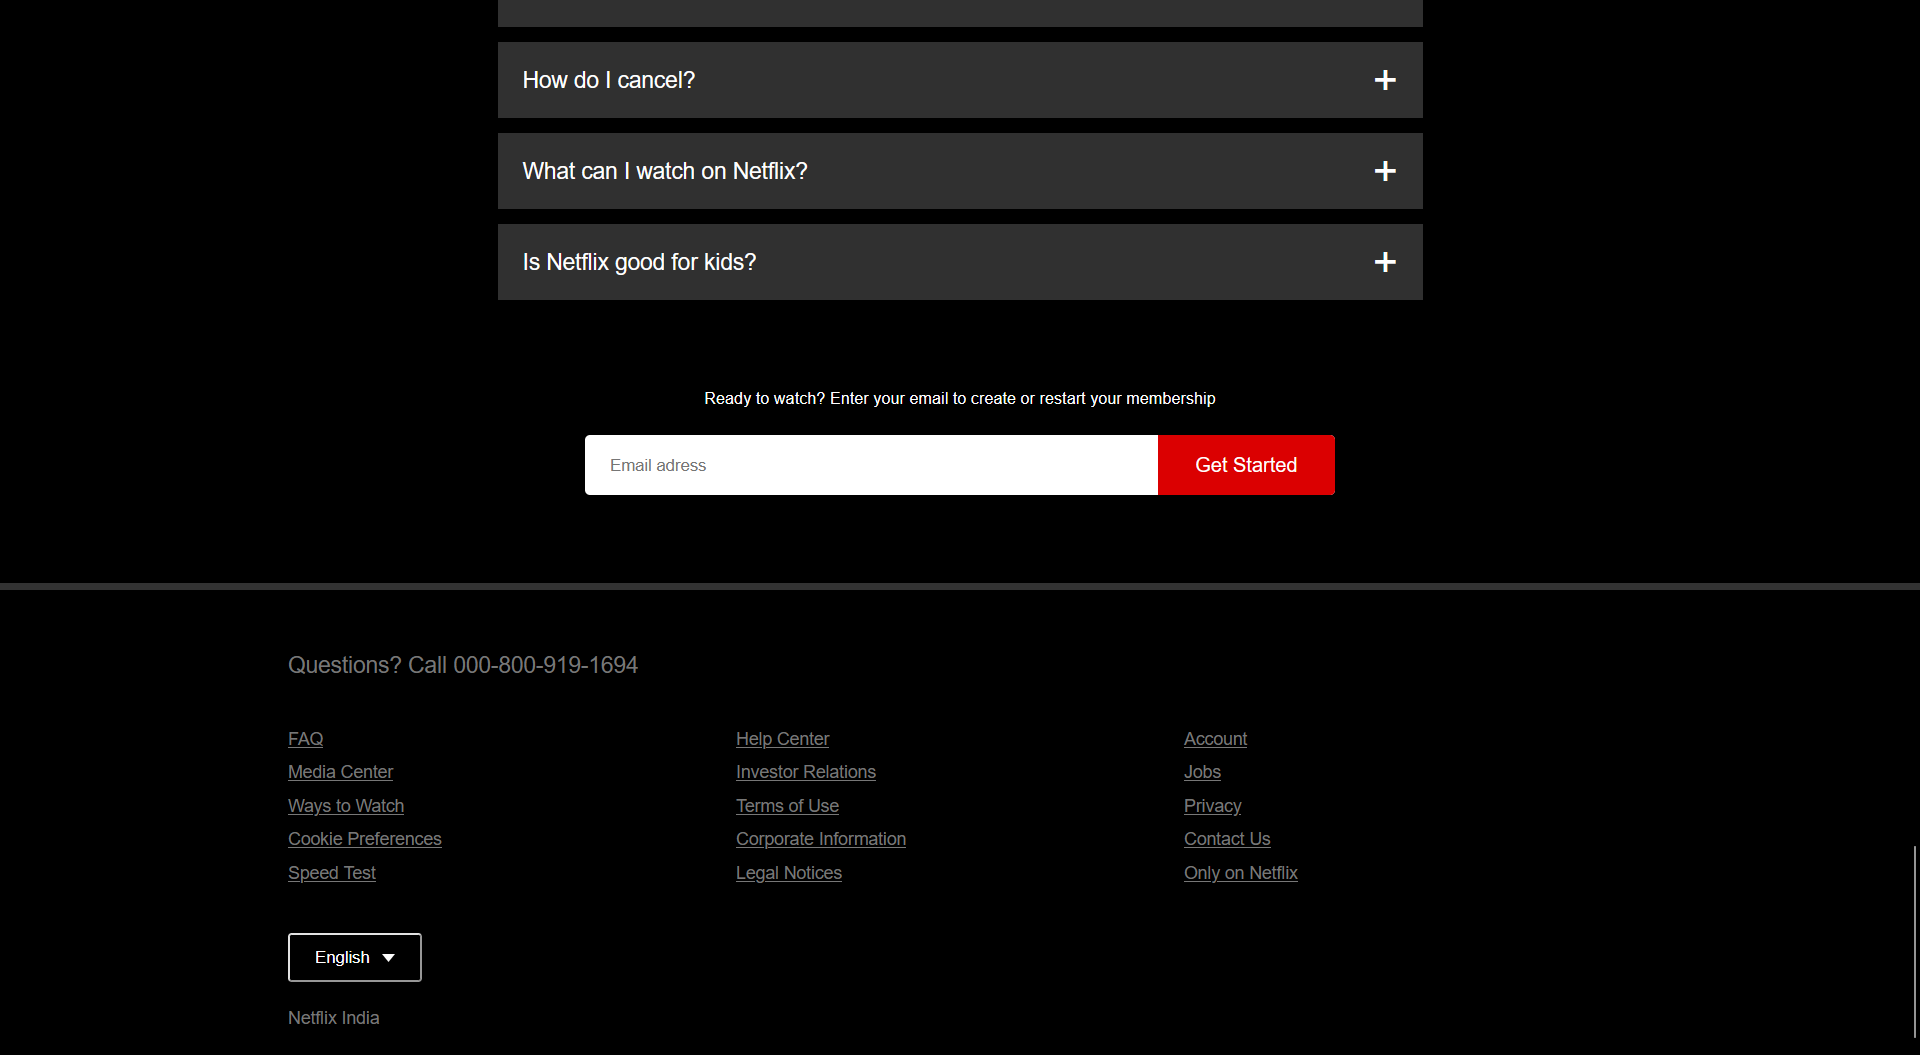 How do I cancel?
What can I watch on Netflix?
Is Netflix good for kids?
Ready to watch? Enter your email to create or restart your membership
Email adress
Get Started
Questions? Call 000-800-919-1694
FAQ
Help Center
Account
Media Center
Investor Relations
Jobs
Ways to Watch
Terms of Use
Privacy
Cookie Preferences
Corporate Information
Contact Us
Speed Test
Legal Notices
Only on Netflix
English
Netflix India